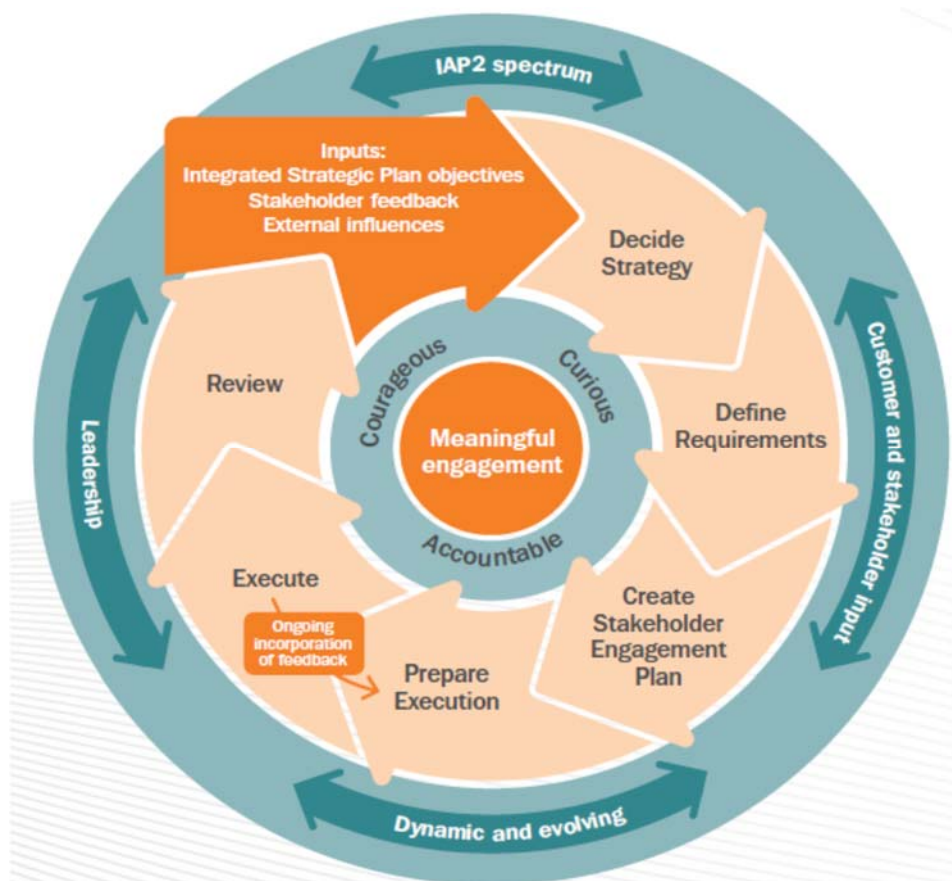 IAP2 spectrum
Inputs:
Integrated Strategic Plan objectives
Stakeholder feedback
External influences
Decide
Strategy
Customer and stakeholder input
Define
Requirements
Create
Stakeholder
Engagement
Plan
Prepare
Execution
Dynamic and evolving
Execute
Ongoing
incorporation
of feedback
Review
Leadership
Courageous
Curious
Accountable
Meaningful
engagement